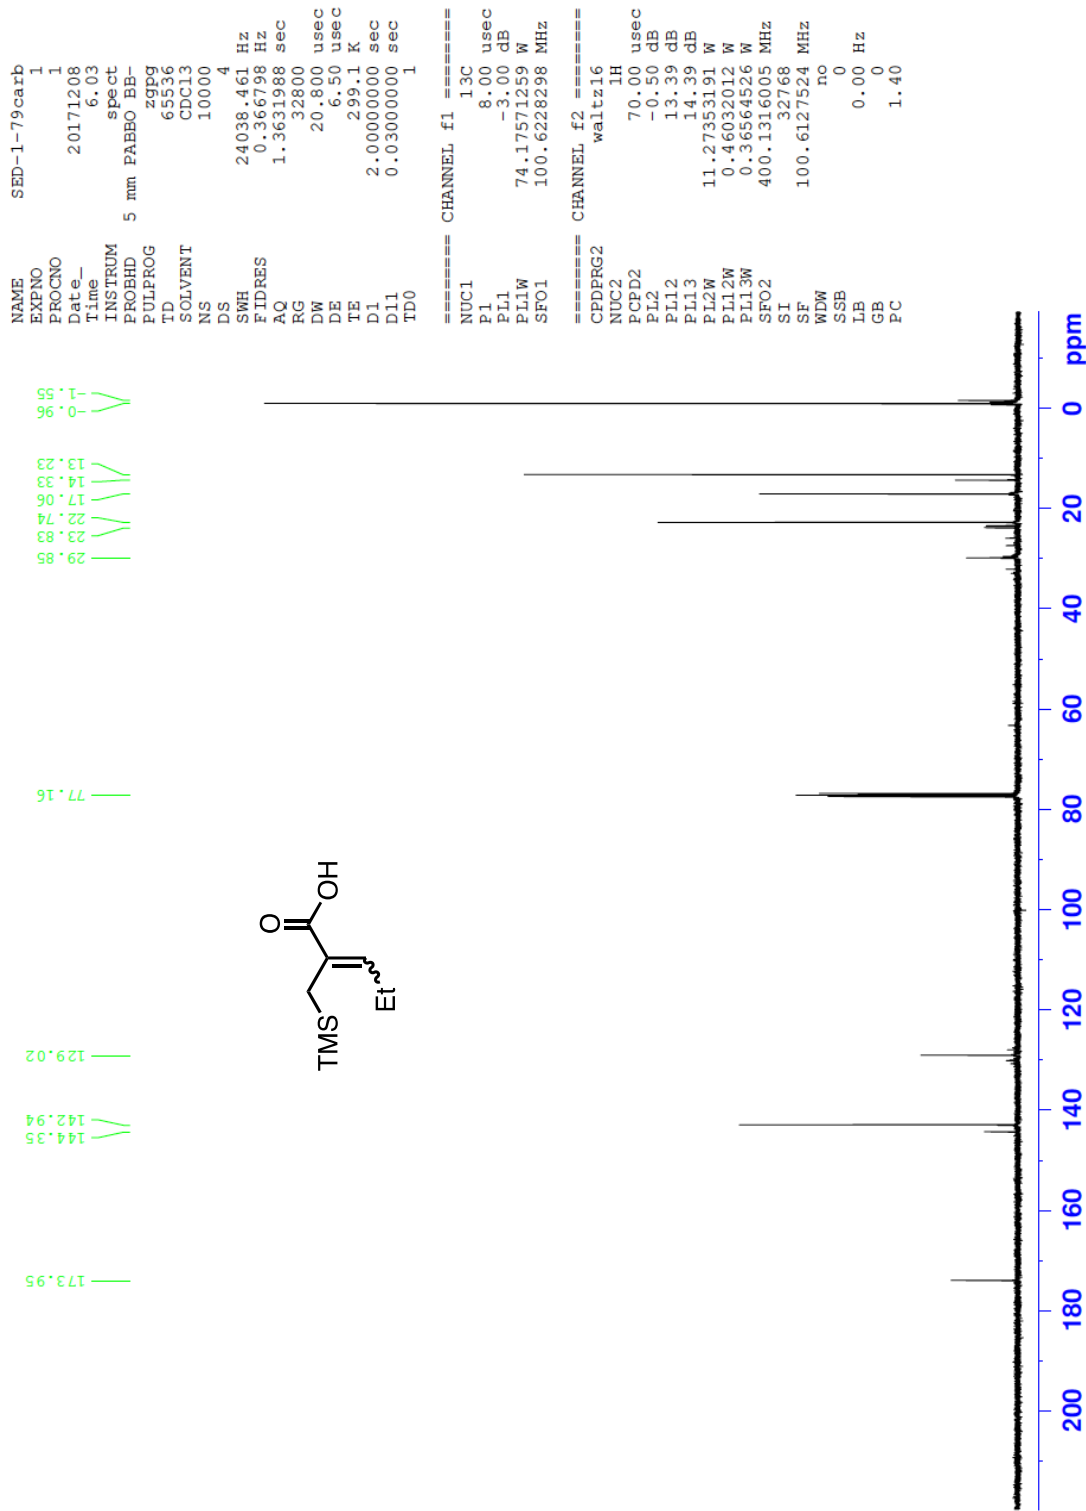 NAME SED-1-79carb
EXPNO 1
PROCNO 1
Date_ 20171208
Time 6.03
INSTRUM spect
PROBHD 5 mm PABBO BB-
PULPROG zgpg
TD 65536
SOLVENT CDCl3
NS 10000
DS 4
SWH 24038.461 Hz
FIDRES 0.366798 Hz
AQ 1.3631988 sec
RG 32800
DW 20.800 usec
DE 6.50 usec
TE 299.1 K
D1 2.00000000 sec
D11 0.03000000 sec
TD0 1
======== CHANNEL f1 ========
NUC1 13C
P1 8.00 usec
PL1 -3.00 dB
PL1W 74.17571259 W
SFO1 100.6228298 MHz
======== CHANNEL f2 ========
CPDPRG2 waltz16
NUC2 1H
PCPD2 70.00 usec
PL2 -0.50 dB
PL12 13.39 dB
PL13 14.39 dB
PL2W 11.27353191 W
PL12W 0.46032012 W
PL13W 0.36564526 W
SFO2 400.1316005 MHz
SI 32768
SF 100.6127524 MHz
WDW no
SSB 0
LB 0.00 Hz
GB 0
PC 1.40
173.95
144.35
142.94
129.02
77.16
29.85
23.83
22.74
17.06
14.33
13.23
-0.96
-1.55
O
OH
TMS
Et
200 180 160 140 120 100 80 60 40 20 0 ppm